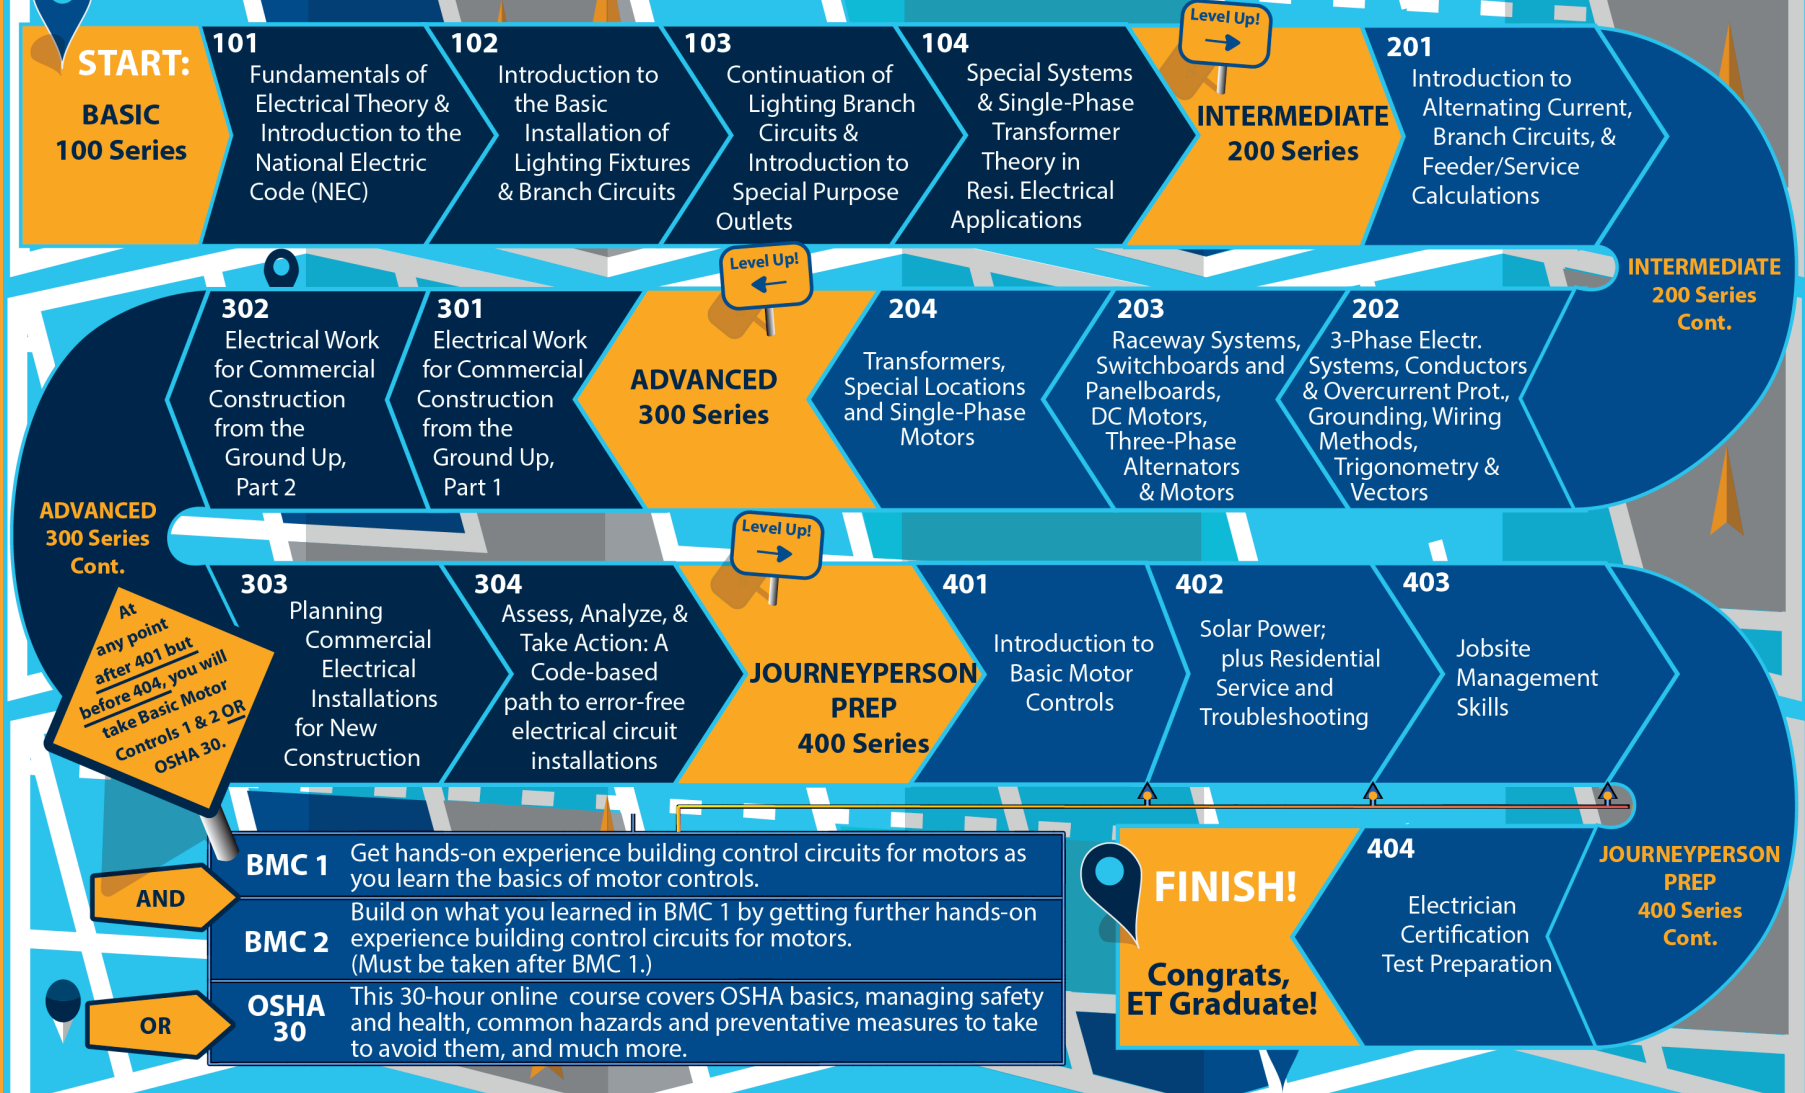 START:
BASIC
100 Series
101
Fundamentals of
Electrical Theory &
Introduction to the
National Electric
Code (NEC)
102
Introduction to
the Basic
Installation of
Lighting Fixtures
& Branch Circuits
103
Continuation of
Lighting Branch
Circuits &
Introduction to
Special Purpose
Outlets
104
Special Systems
& Single-Phase
Transformer
Theory in
Resi. Electrical
Applications
Level Up!
INTERMEDIATE
200 Series
201
Introduction to
Alternating Current,
Branch Circuits, &
Feeder/Service
Calculations
INTERMEDIATE
200 Series
Cont.
202
3-Phase Electr.
Systems, Conductors
& Overcurrent Prot.,
Grounding, Wiring
Methods,
Trigonometry &
Vectors
203
Raceway Systems,
Switchboards and
Panelboards,
DC Motors,
Three-Phase
Alternators
& Motors
204
Transformers,
Special Locations
and Single-Phase
Motors
Level Up!
ADVANCED
300 Series
301
Electrical Work
for Commercial
Construction
from the
Ground Up,
Part 1
302
Electrical Work
for Commercial
Construction
from the
Ground Up,
Part 2
ADVANCED
300 Series
Cont.
303
Planning
Commercial
Electrical
Installations
for New
Construction
304
Assess, Analyze, &
Take Action: A
Code-based
path to error-free
electrical circuit
installations
Level Up!
JOURNEYPERSON
PREP
400 Series
401
Introduction to
Basic Motor
Controls
402
Solar Power;
plus Residential
Service and
Troubleshooting
403
Jobsite
Management
Skills
JOURNEYPERSON
PREP
400 Series
Cont.
404
Electrician
Certification
Test Preparation
FINISH!
Congrats,
ET Graduate!
At
any point
after 401 but
before 404, you will
take Basic Motor
Controls 1 & 2 OR
OSHA 30.
BMC 1
Get hands-on experience building control circuits for motors as
you learn the basics of motor controls.
AND
BMC 2
Build on what you learned in BMC 1 by getting further hands-on
experience building control circuits for motors.
(Must be taken after BMC 1.)
OR
OSHA
30
This 30-hour online course covers OSHA basics, managing safety
and health, common hazards and preventative measures to take
to avoid them, and much more.